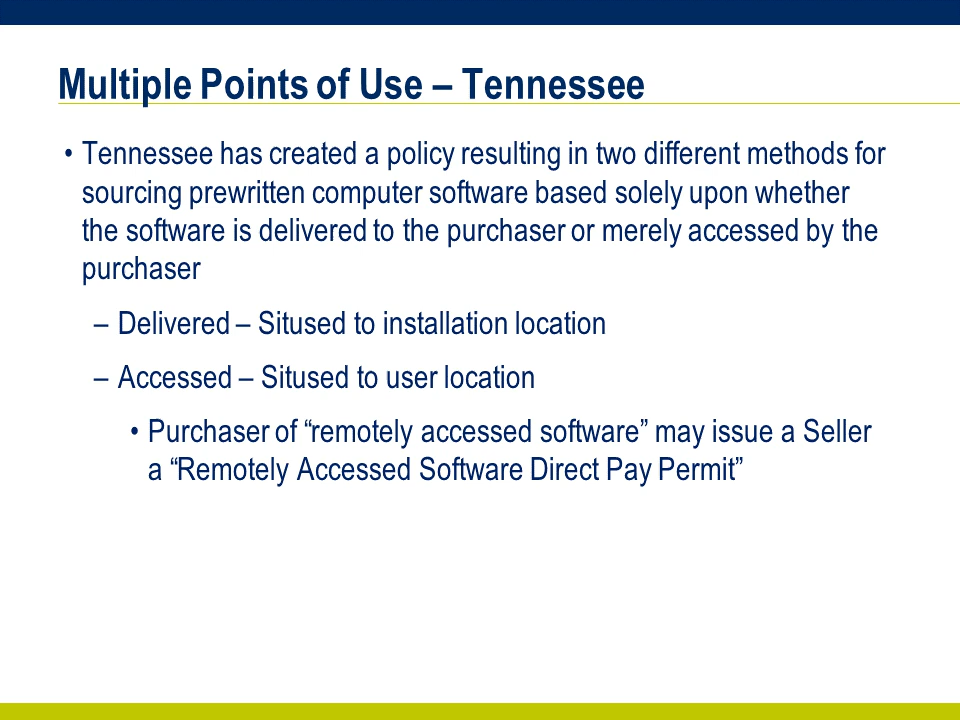 Multiple Points of Use – Tennessee
• Tennessee has created a policy resulting in two different methods for
sourcing prewritten computer software based solely upon whether
the software is delivered to the purchaser or merely accessed by the
purchaser
– Delivered – Sitused to installation location
– Accessed – Sitused to user location
• Purchaser of “remotely accessed software” may issue a Seller
a “Remotely Accessed Software Direct Pay Permit”